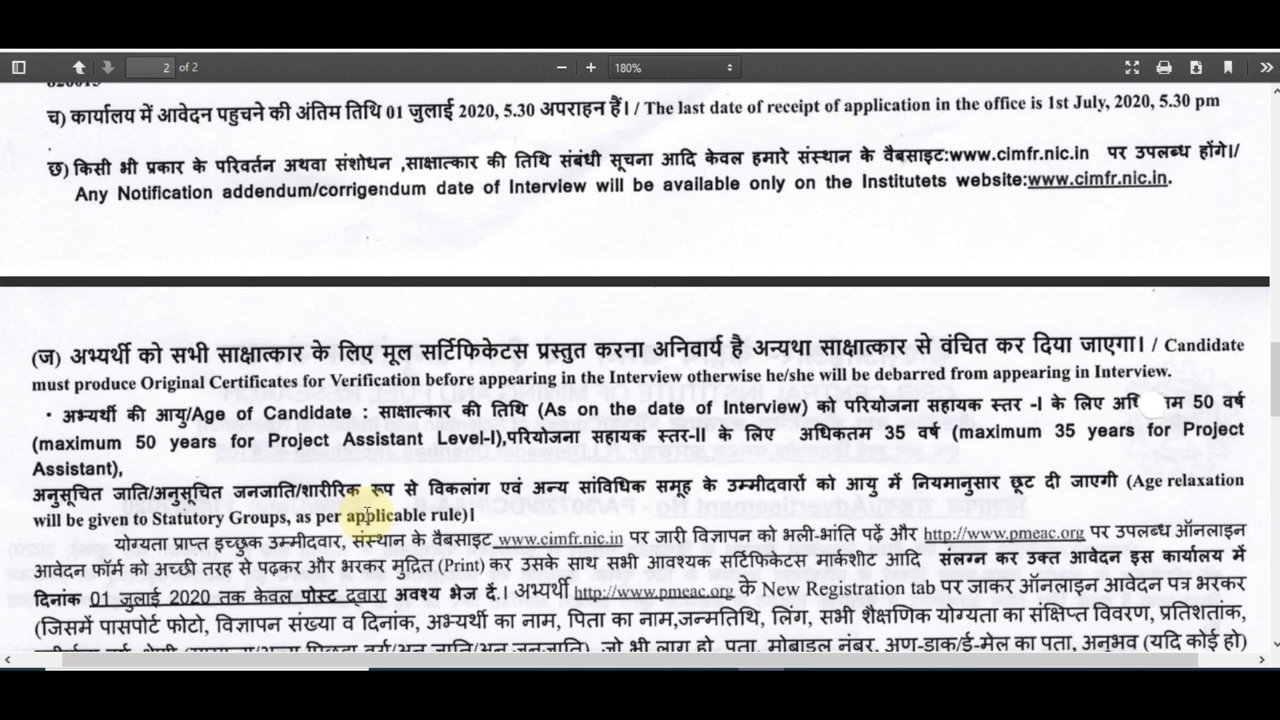 2 of 2
180%
च) कार्यालय में आवेदन पहुचने की अंतिम तिथि 01 जुलाई 2020, 5.30 अपराहन हैं। / The last date of receipt of application in the office is 1st July, 2020, 5.30 pm
छ) किसी भी प्रकार के परिवर्तन अथवा संशोधन ,साक्षात्कार की तिथि संबंधी सूचना आदि केवल हमारे संस्थान के वैबसाइट:www.cimfr.nic.in पर उपलब्ध होंगे।/
Any Notification addendum/corrigendum date of Interview will be available only on the Institutets website:www.cimfr.nic.in.
(ज) अभ्यर्थी को सभी साक्षात्कार के लिए मूल सर्टिफिकेटस प्रस्तुत करना अनिवार्य है अन्यथा साक्षात्कार से वंचित कर दिया जाएगा। / Candidate
must produce Original Certificates for Verification before appearing in the Interview otherwise he/she will be debarred from appearing in Interview.
• अभ्यर्थी की आयु/Age of Candidate : साक्षात्कार की तिथि (As on the date of Interview) को परियोजना सहायक स्तर -I के लिए 50 वर्ष
(maximum 50 years for Project Assistant Level-I),परियोजना सहायक स्तर-II के लिए अधिकतम 35 वर्ष (maximum 35 years for Project
Assistant),
अनुसूचित जाति/अनुसूचित जनजाति/शारीरिक रूप से विकलांग एवं अन्य सांविधिक समूह के उम्मीदवारों को आयु में नियमानुसार छूट दी जाएगी (Age relaxation
will be given to Statutory Groups, as per applicable rule)।
योग्यता प्राप्त इच्छुक उम्मीदवार, संस्थान के वैबसाइट www.cimfr.nic.in पर जारी विज्ञापन को भली-भांति पढ़ें और http://www.pmeac.org पर उपलब्ध ऑनलाइन
आवेदन फॉर्म को अच्छी तरह से पढ़कर और भरकर मुद्रित (Print) कर उसके साथ सभी आवश्यक सर्टिफिकेटस मार्कशीट आदि संलग्न कर उक्त आवेदन इस कार्यालय में
दिनांक 01 जुलाई 2020 तक केवल पोस्ट द्वारा अवश्य भेज दे.। अभ्यर्थी http://www.pmeac.org के New Registration tab पर जाकर ऑनलाइन आवेदन पत्र भरकर
(जिसमें पासपोर्ट फोटो, विज्ञापन संख्या व दिनांक, अभ्यर्थी का नाम, पिता का नाम,जन्मतिथि, लिंग, सभी शैक्षणिक योग्यता का संक्षिप्त विवरण, प्रतिशतांक,
जो भी लागू हो, पता, मोबाइल नंबर, अणु-डाक/ई-मेल का पता, अनुभव (यदि कोई हो)